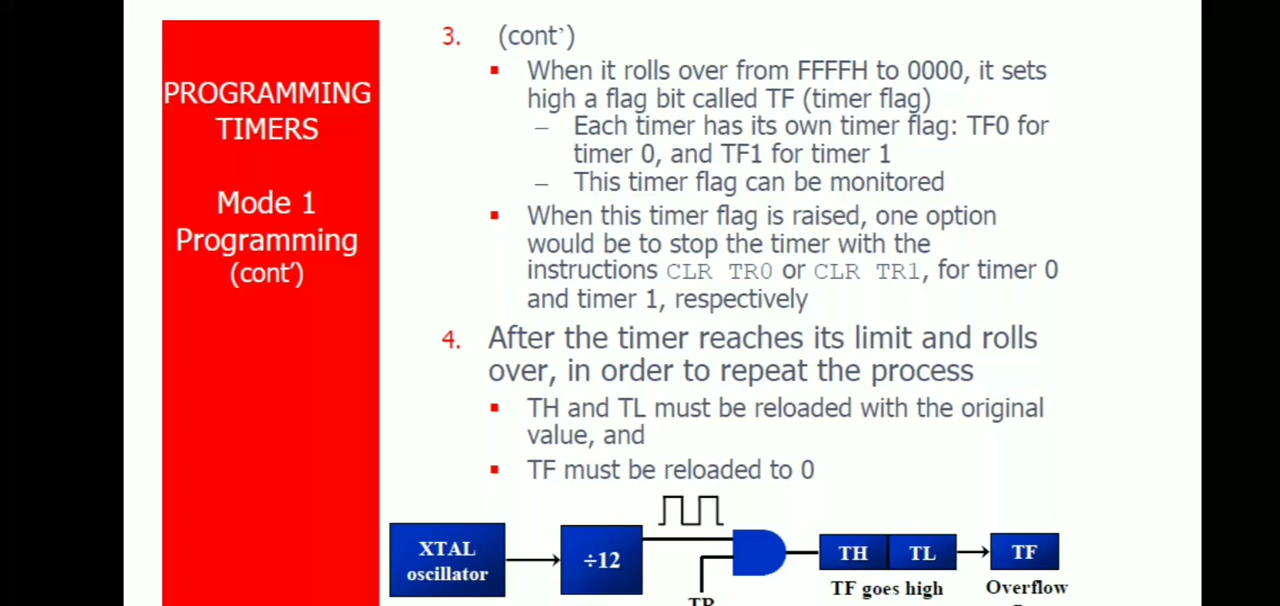 PROGRAMMING
TIMERS
Mode 1
Programming
(cont')
3. (cont')
▪ When it rolls over from FFFFH to 0000, it sets
high a flag bit called TF (timer flag)
– Each timer has its own timer flag: TF0 for
timer 0, and TF1 for timer 1
– This timer flag can be monitored
▪ When this timer flag is raised, one option
would be to stop the timer with the
instructions CLR TR0 or CLR TR1, for timer 0
and timer 1, respectively
4. After the timer reaches its limit and rolls
over, in order to repeat the process
▪ TH and TL must be reloaded with the original
value, and
▪ TF must be reloaded to 0
XTAL
oscillator
÷12
TR
TH TL
TF
TF goes high
Overflow